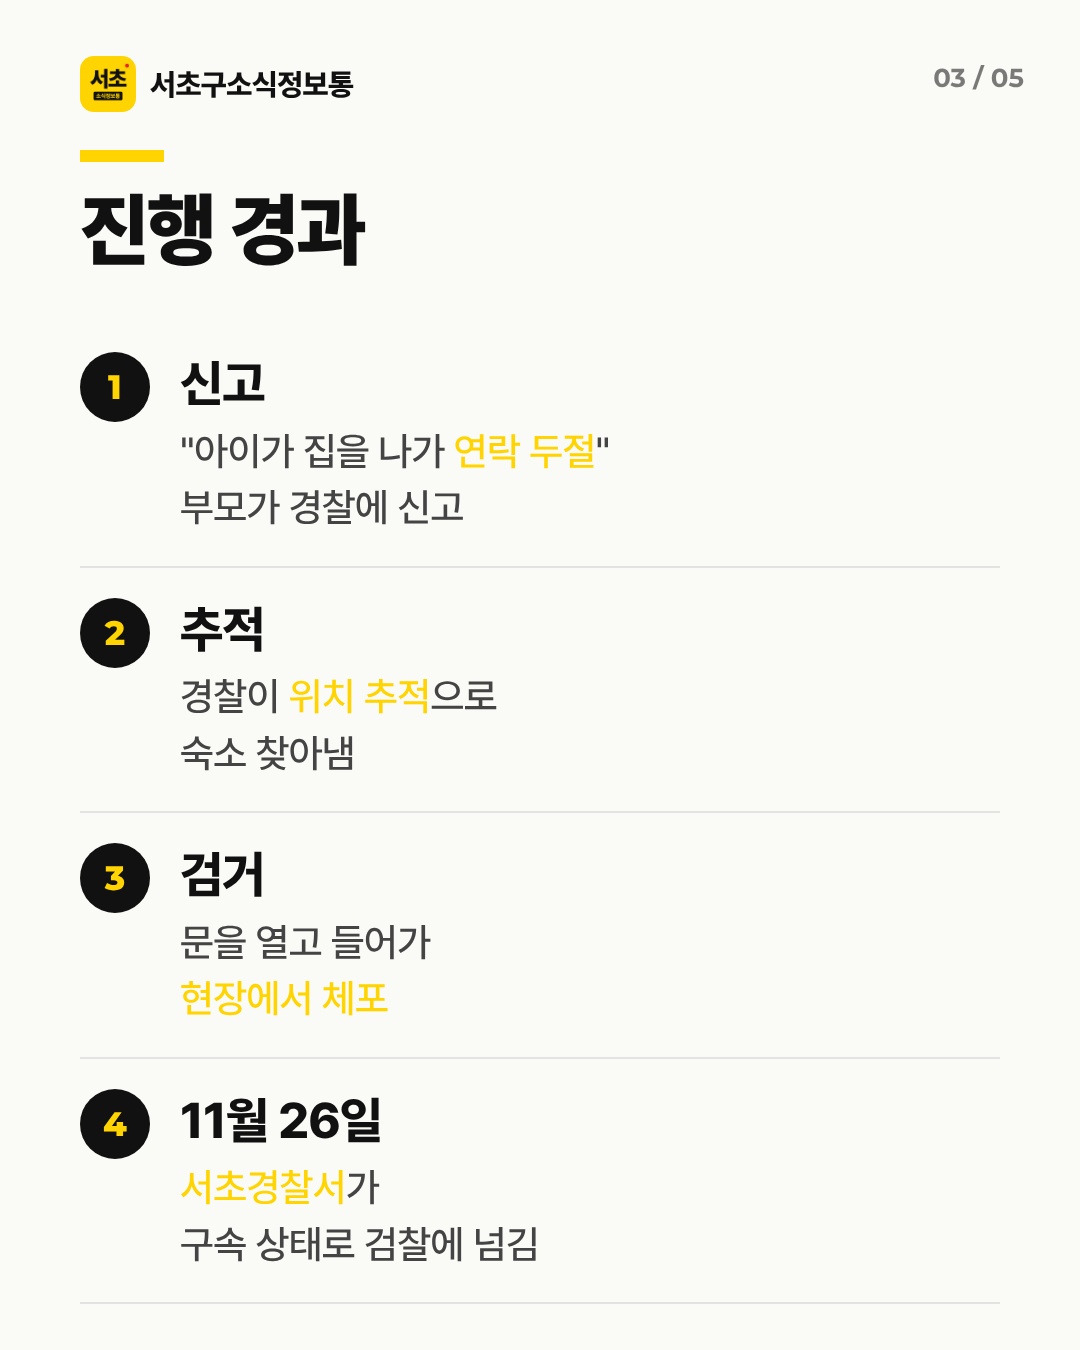 서초
소식정보통
서초구소식정보통
03 / 05
진행 경과
1
신고
"아이가 집을 나가 연락 두절"
부모가 경찰에 신고
2
추적
경찰이 위치 추적으로
숙소 찾아냄
3
검거
문을 열고 들어가
현장에서 체포
4
11월 26일
서초경찰서가
구속 상태로 검찰에 넘김